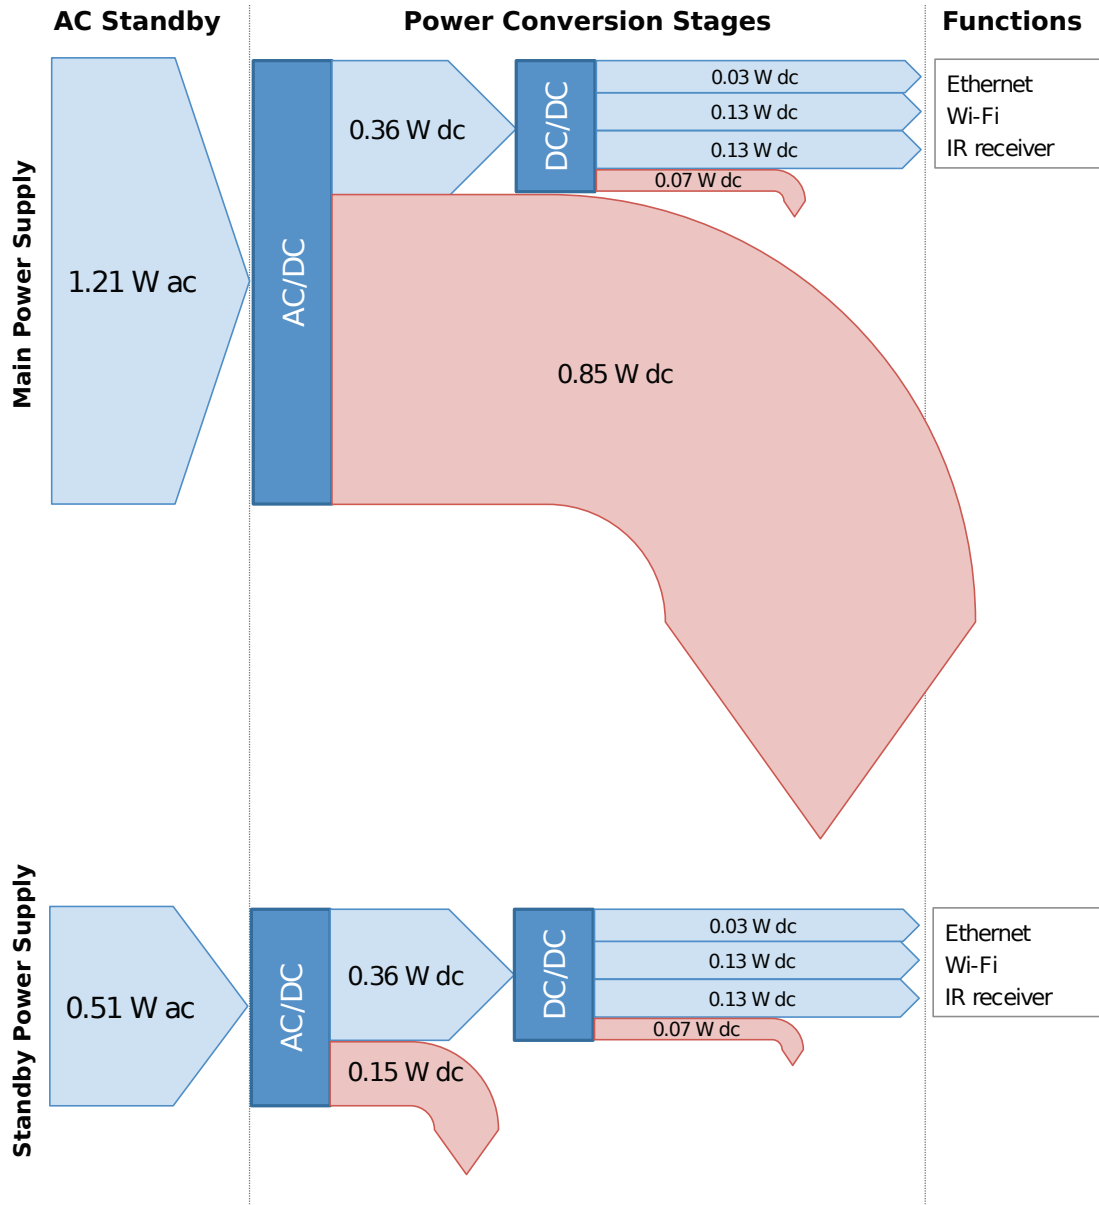 AC Standby
Power Conversion Stages
Functions
Main Power Supply
1.21 W ac
AC/DC
0.36 W dc
DC/DC
0.03 W dc
0.13 W dc
0.13 W dc
0.07 W dc
Ethernet
Wi-Fi
IR receiver
0.85 W dc
Standby Power Supply
0.51 W ac
AC/DC
0.36 W dc
0.15 W dc
DC/DC
0.03 W dc
0.13 W dc
0.13 W dc
0.07 W dc
Ethernet
Wi-Fi
IR receiver